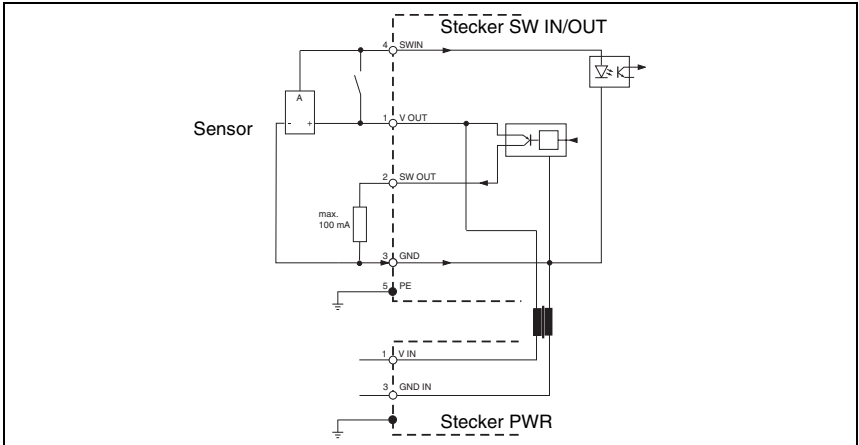 Stecker SW IN/OUT
4 SWIN
A
- +
Sensor
1 V OUT
2 SW OUT
max.
100 mA
3 GND
5 PE
1 V IN
3 GND IN
Stecker PWR